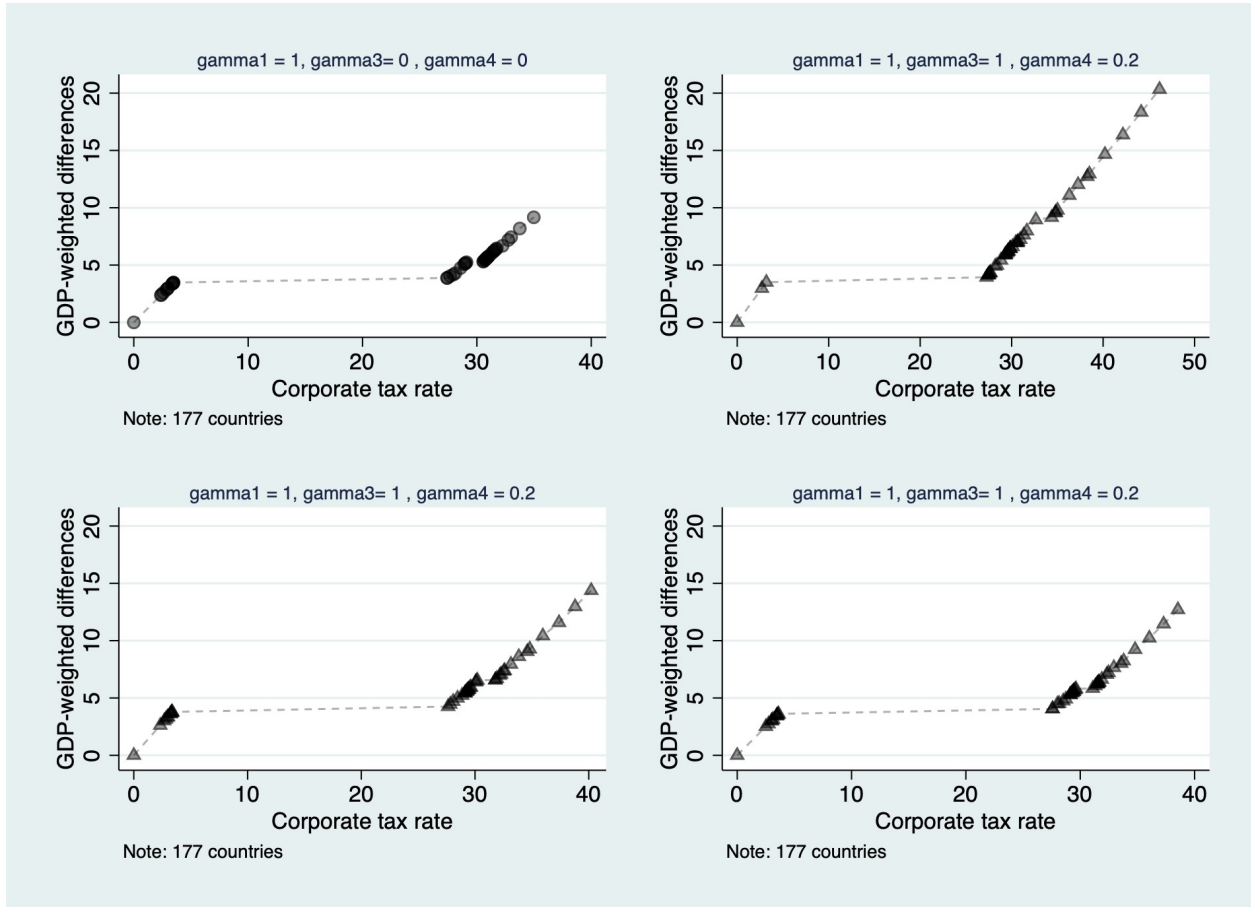 gamma1 = 1, gamma3= 0 , gamma4 = 0
GDP-weighted differences
20
15
10
5
0
0 10 20 30 40
Corporate tax rate
Note: 177 countries
gamma1 = 1, gamma3= 1 , gamma4 = 0.2
GDP-weighted differences
20
15
10
5
0
0 10 20 30 40 50
Corporate tax rate
Note: 177 countries
gamma1 = 1, gamma3= 1 , gamma4 = 0.2
GDP-weighted differences
20
15
10
5
0
0 10 20 30 40
Corporate tax rate
Note: 177 countries
gamma1 = 1, gamma3= 1 , gamma4 = 0.2
GDP-weighted differences
20
15
10
5
0
0 10 20 30 40
Corporate tax rate
Note: 177 countries